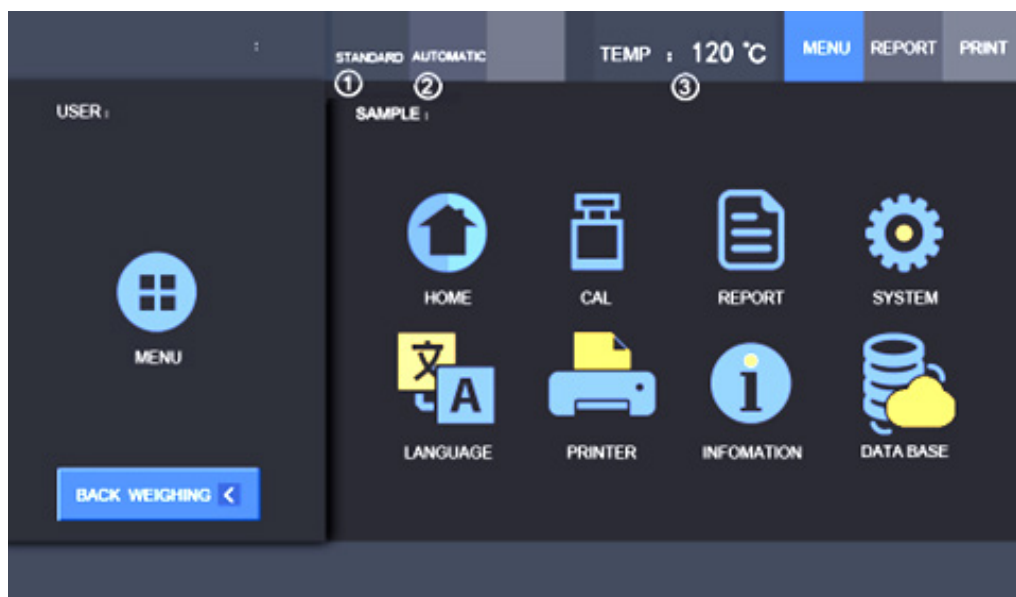 :
STANDARD AUTOMATIC
TEMP : 120 °C
MENU REPORT PRINT
① ② ③
USER :
SAMPLE :
HOME CAL REPORT SYSTEM
MENU
文 A
LANGUAGE PRINTER INFOMATION DATA BASE
BACK WEIGHING <